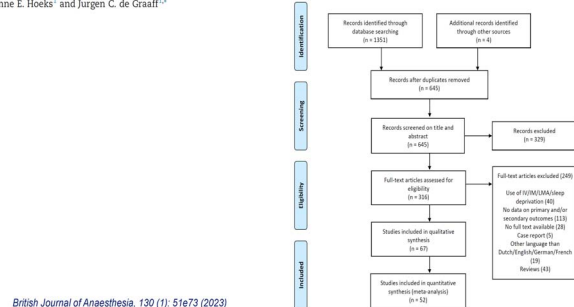 nne E. Hoeks and Jurgen C. de Graaff
British Journal of Anaesthesia, 130 (1): 51e73 (2023)
Identification
Records identified through
database searching
(n = 1351)
Additional records identified
through other sources
(n = 4)
Records after duplicates removed
(n = 645)
Screening
Records screened on title and
abstract
(n = 645)
Records excluded
(n = 329)
Eligibility
Full-text articles assessed for
eligibility
(n = 316)
Full-text articles excluded (249)
Use of IV/IM/LMA/sleep
deprivation (40)
No data on primary and/or
secondary outcomes (113)
No full text available (28)
Case report (5)
Other language than
Dutch/English/German/French
(19)
Reviews (43)
Included
Studies included in qualitative
synthesis
(n = 67)
Studies included in quantitative
synthesis (meta-analysis)
(n = 52)